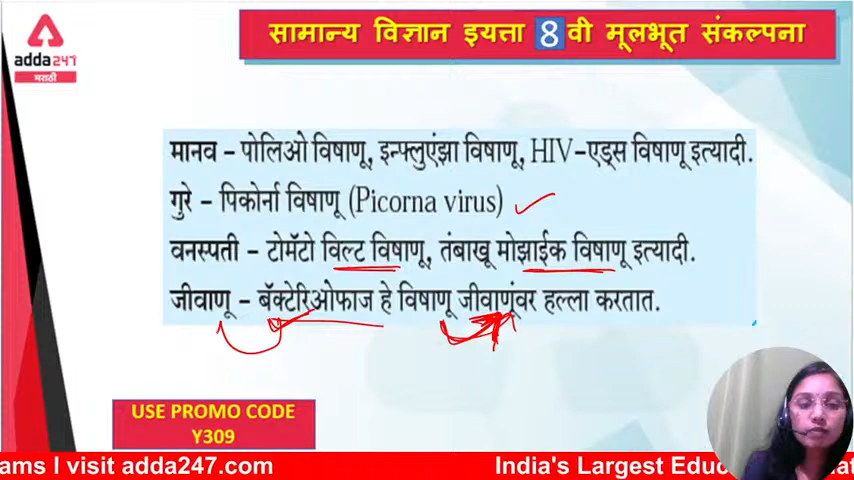 सामान्य विज्ञान इयत्ता 8 वी मूलभूत संकल्पना
adda247
मराठी
मानव – पोलिओ विषाणू, इन्फ्लुएंझा विषाणू, HIV-एड्स विषाणू इत्यादी.
गुरे – पिकोर्ना विषाणू (Picorna virus)
वनस्पती – टोमॅटो विल्ट विषाणू, तंबाखू मोझाईक विषाणू इत्यादी.
जीवाणू – बॅक्टेरिओफाज हे विषाणू जीवाणूंवर हल्ला करतात.
USE PROMO CODE
Y309
ams I visit adda247.com India's Largest Educ